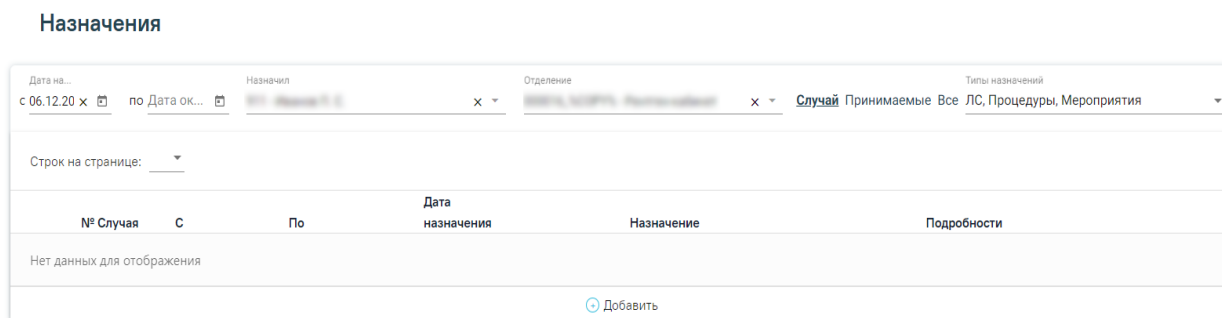 Назначения
Дата на... Назначил Отделение Типы назначений
с 06.12.20 по Дата ок... Случай Принимаемые Все ЛС, Процедуры, Мероприятия
Строк на странице:
№ Случая С По Дата назначения Назначение Подробности
Нет данных для отображения
Добавить